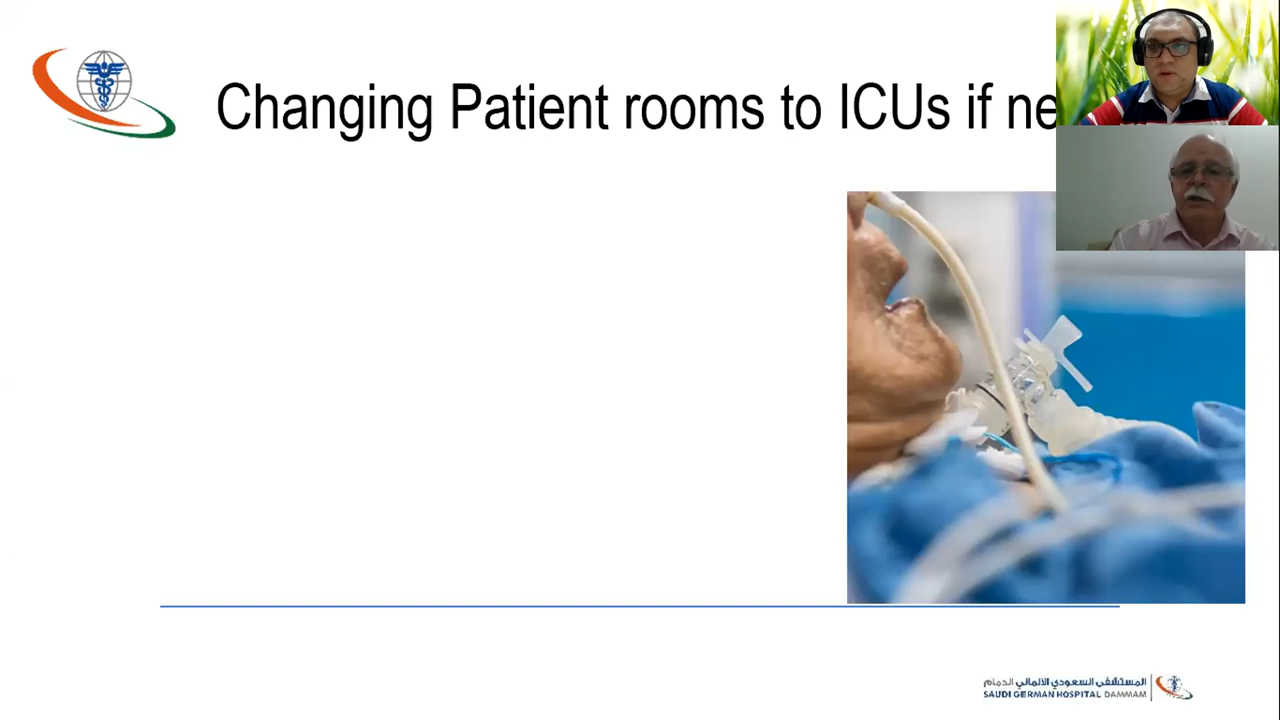 Changing Patient rooms to ICUs if ne
المستشفى السعودي الألماني الدمام
SAUDI GERMAN HOSPITAL DAMMAM